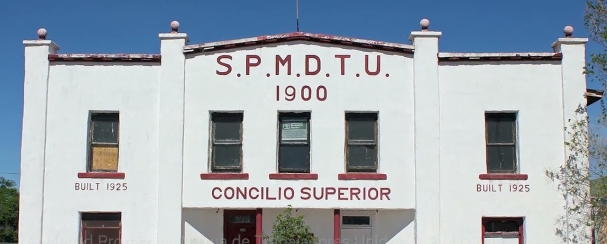 S.P.M.D.T.U.
1900
CONCILIO SUPERIOR
BUILT 1925
BUILT 1925